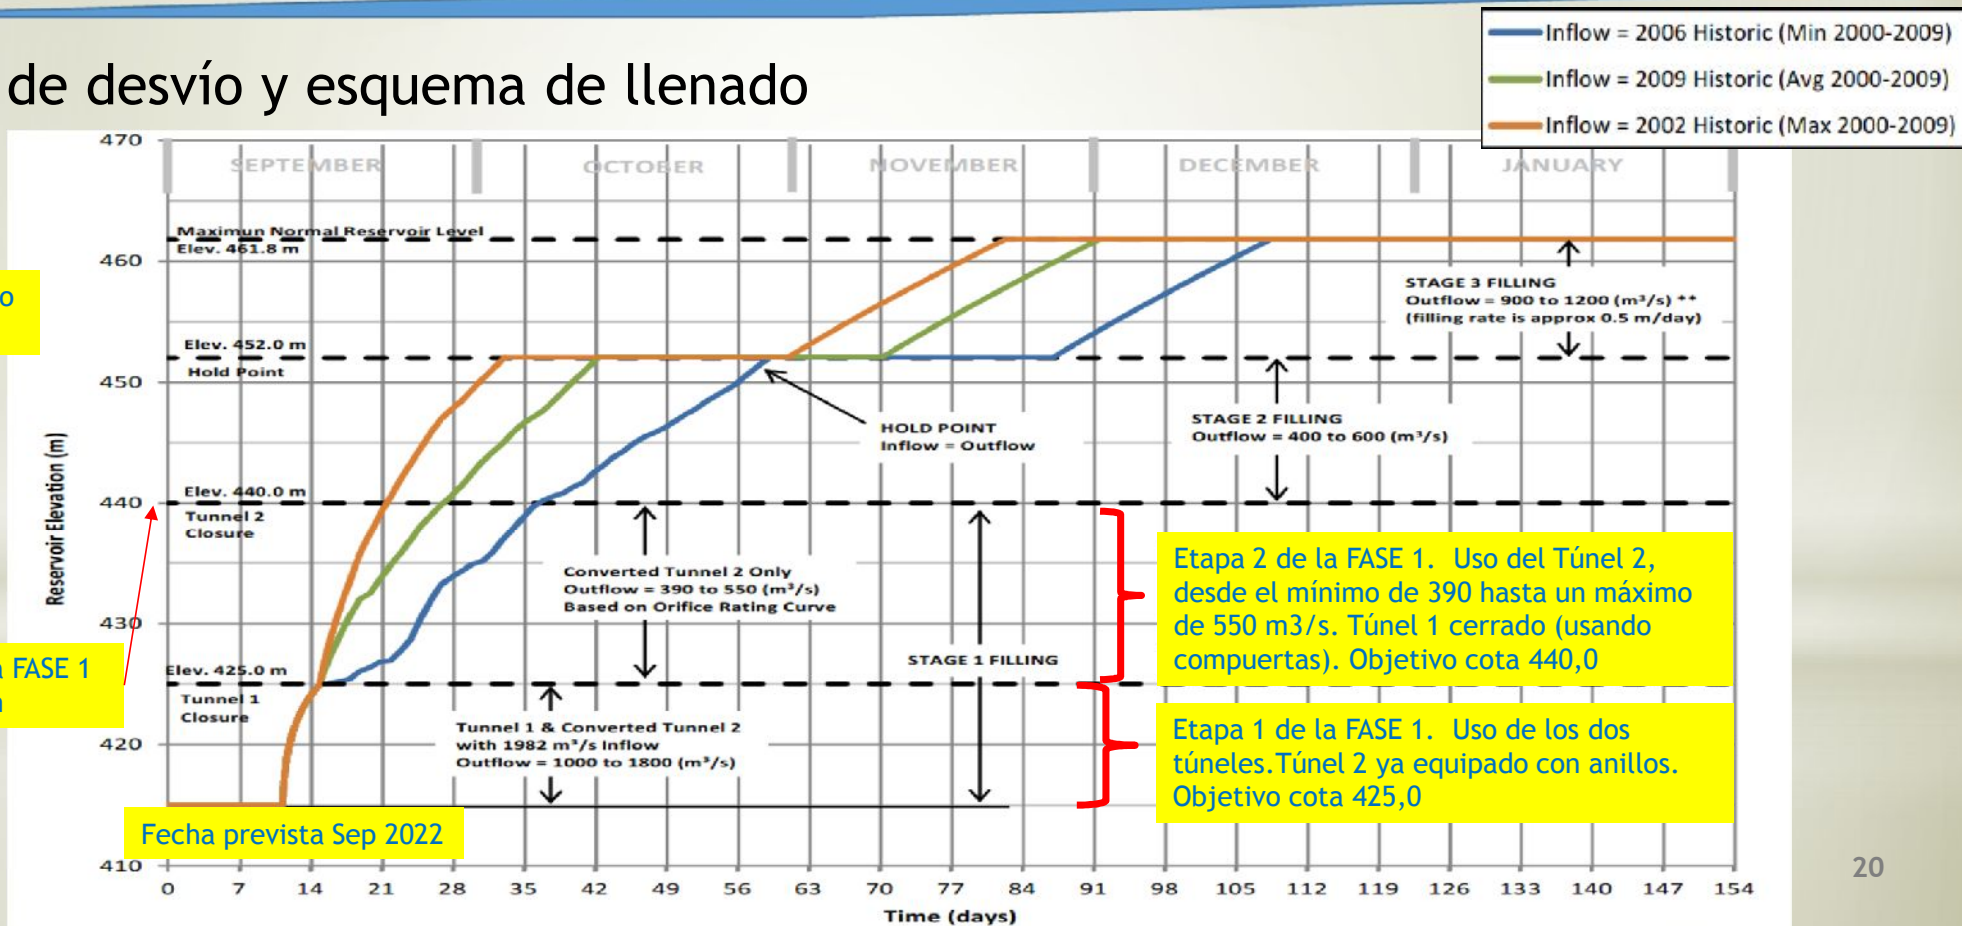 Inflow = 2006 Historic (Min 2000-2009)
Inflow = 2009 Historic (Avg 2000-2009)
Inflow = 2002 Historic (Max 2000-2009)
de desvío y esquema de llenado
470
460
450
440
430
420
410
Reservoir Elevation (m)
SEPTEMBER
OCTOBER
NOVEMBER
DECEMBER
JANUARY
Maximun Normal Reservoir Level
Elev. 461.8 m
o
STAGE 3 FILLING
Outflow = 900 to 1200 (m³/s) **
(filling rate is approx 0.5 m/day)
Elev. 452.0 m
Hold Point
HOLD POINT
Inflow = Outflow
STAGE 2 FILLING
Outflow = 400 to 600 (m³/s)
Elev. 440.0 m
Tunnel 2
Closure
Converted Tunnel 2 Only
Outflow = 390 to 550 (m³/s)
Based on Orifice Rating Curve
Etapa 2 de la FASE 1. Uso del Túnel 2,
desde el mínimo de 390 hasta un máximo
de 550 m3/s. Túnel 1 cerrado (usando
compuertas). Objetivo cota 440,0
STAGE 1 FILLING
FASE 1
Elev. 425.0 m
Tunnel 1
Closure
Tunnel 1 & Converted Tunnel 2
with 1982 m³/s Inflow
Outflow = 1000 to 1800 (m³/s)
Etapa 1 de la FASE 1. Uso de los dos
túneles.Túnel 2 ya equipado con anillos.
Objetivo cota 425,0
Fecha prevista Sep 2022
0 7 14 21 28 35 42 49 56 63 70 77 84 91 98 105 112 119 126 133 140 147 154
Time (days)
20